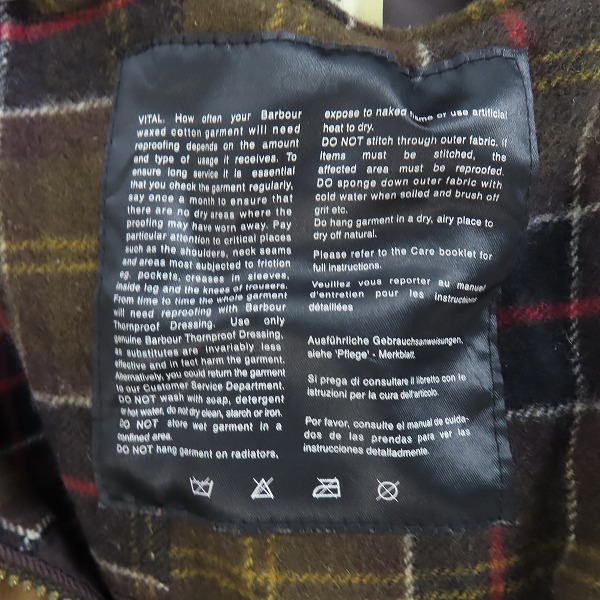 VITAL. How often your Barbour
waxed cotton garment will need
reproofing depends on the amount
and type of usage it receives. To
ensure long service it is essential
that you check the garment regularly,
say once a month to ensure that
there are no dry areas where the
proofing may have worn away. Pay
particular attention to critical places
such as the shoulders, neck seams
and areas most subjected to friction
eg. pockets, creases in sleeves,
inside leg and the knees of trousers.
From time to time the whole garment
will need reproofing with Barbour
Thornproof Dressing. Use only
genuine Barbour Thornproof Dressing,
as substitutes are invariably less
effective and in fact harm the garment.
Alternatively, you could return the garment
to our Customer Service Department.
DO NOT wash with soap, detergent
or hot water, do not dry clean, starch or iron.
DO NOT store wet garment in a
confined area.
DO NOT hang garment on radiators,
expose to naked flame or use artificial
heat to dry.
DO NOT stitch through outer fabric. If
items must be stitched, the
affected area must be reproofed.
DO sponge down outer fabric with
cold water when soiled and brush off
grit etc.
Do hang garment in a dry, airy place to
dry off natural.
Please refer to the Care booklet for
full instructions.
Veuillez vous reporter au manuel
d'entretien pour les instructions
détaillées
Ausführliche Gebrauchsanweisungen,
siehe 'Pflege' - Merkblatt.
Si prega di consultare il libretto con le
istruzioni per la cura dell'articolo.
Por favor, consulte el manual de cuida-
dos de las prendas para ver las
instrucciones detalladmente.